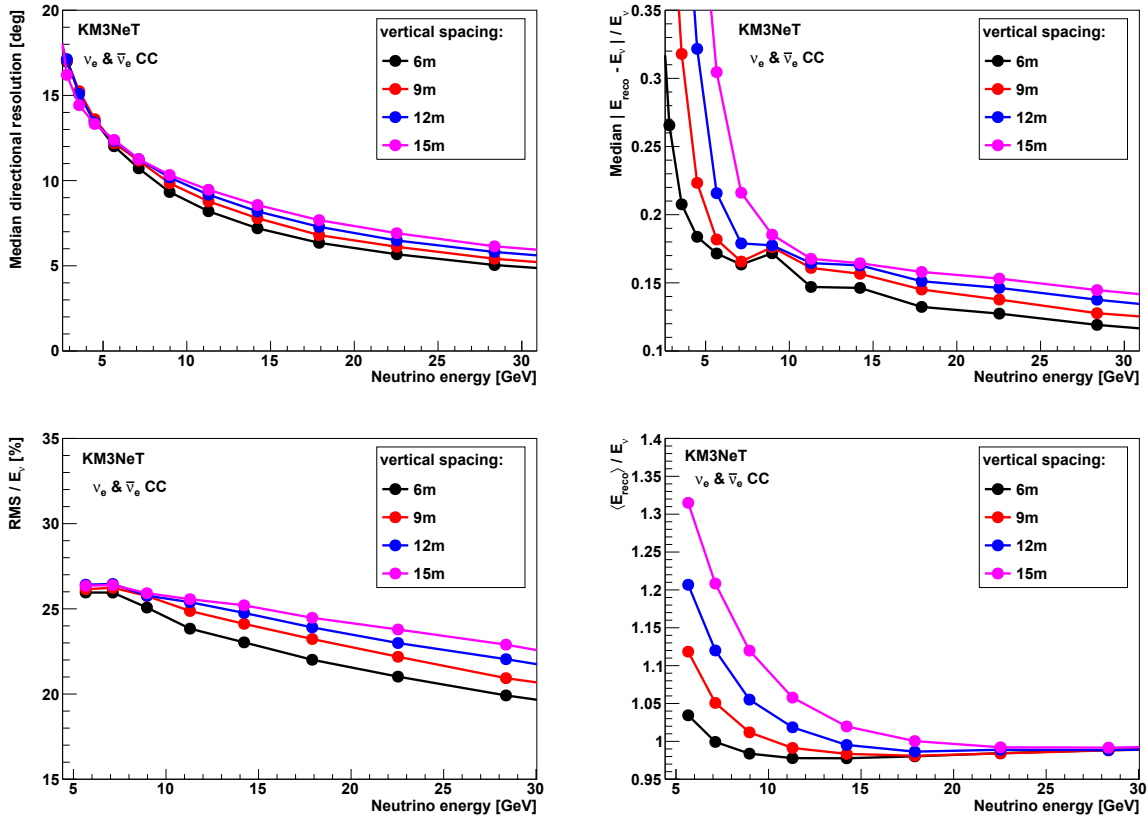 Median directional resolution [deg]
KM3NeT
νe & ν̄e CC
vertical spacing:
6m
9m
12m
15m
20
15
10
5
0
5 10 15 20 25 30
Neutrino energy [GeV]
Median | Ereco - Eν | / Eν
KM3NeT
νe & ν̄e CC
vertical spacing:
6m
9m
12m
15m
0.35
0.3
0.25
0.2
0.15
0.1
5 10 15 20 25 30
Neutrino energy [GeV]
RMS / Eν [%]
KM3NeT
νe & ν̄e CC
vertical spacing:
6m
9m
12m
15m
35
30
25
20
15
5 10 15 20 25 30
Neutrino energy [GeV]
⟨Ereco⟩ / Eν
KM3NeT
νe & ν̄e CC
vertical spacing:
6m
9m
12m
15m
1.4
1.35
1.3
1.25
1.2
1.15
1.1
1.05
1
0.95
5 10 15 20 25 30
Neutrino energy [GeV]